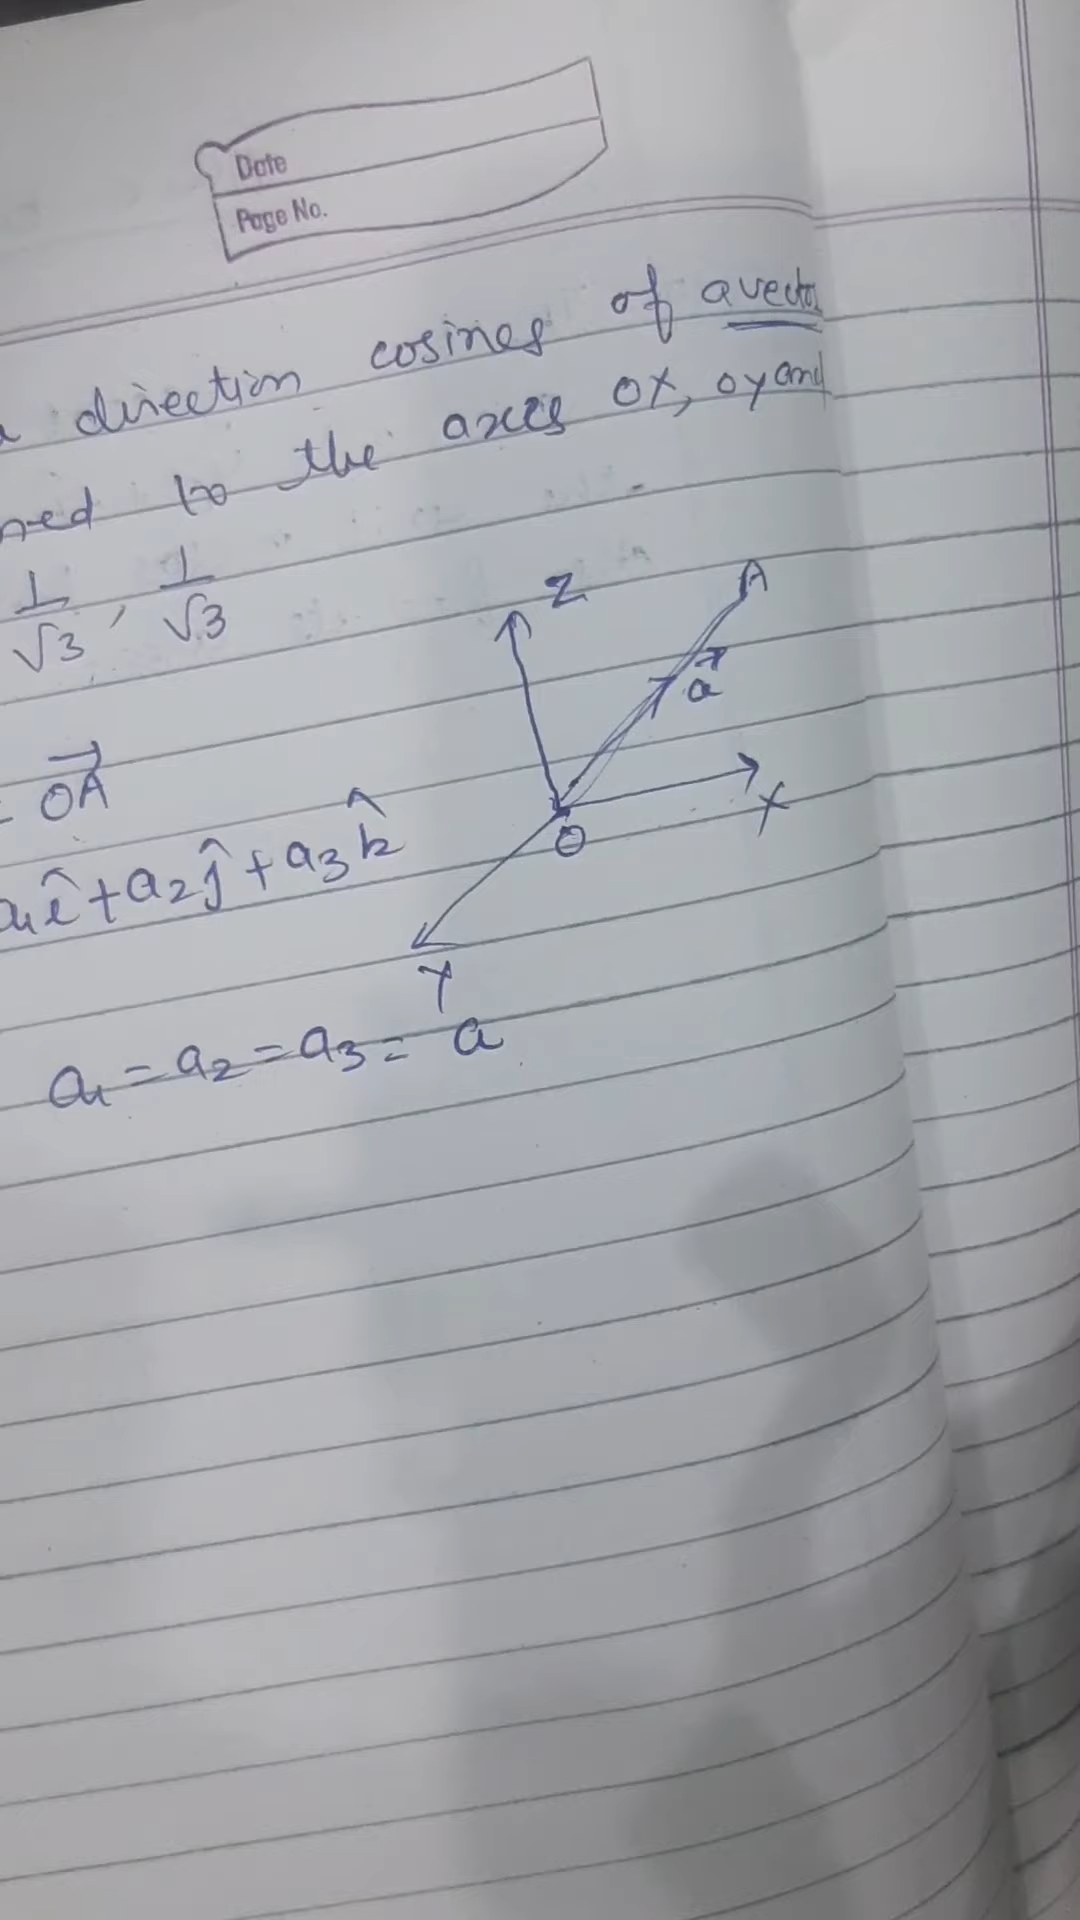 Date
Page No.
direction cosines of a vector
to the axes OX, OY and
1/√3, 1/√3
Z
A
a⃗
OA⃗
X
O
a₁î + a₂ĵ + a₃k̂
Y
a₁ = a₂ = a₃ = a